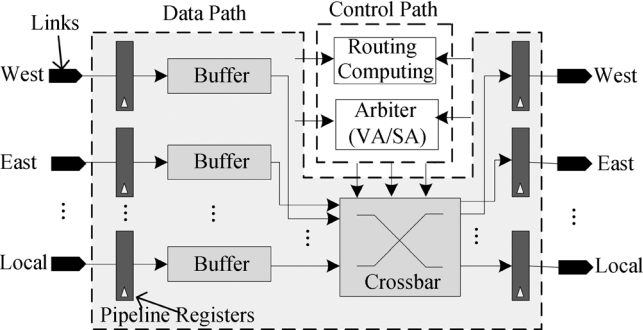 Links
Data Path
Control Path
Routing
Computing
West
Buffer
West
Arbiter
(VA/SA)
East
Buffer
East
Local
Buffer
Crossbar
Local
Pipeline Registers